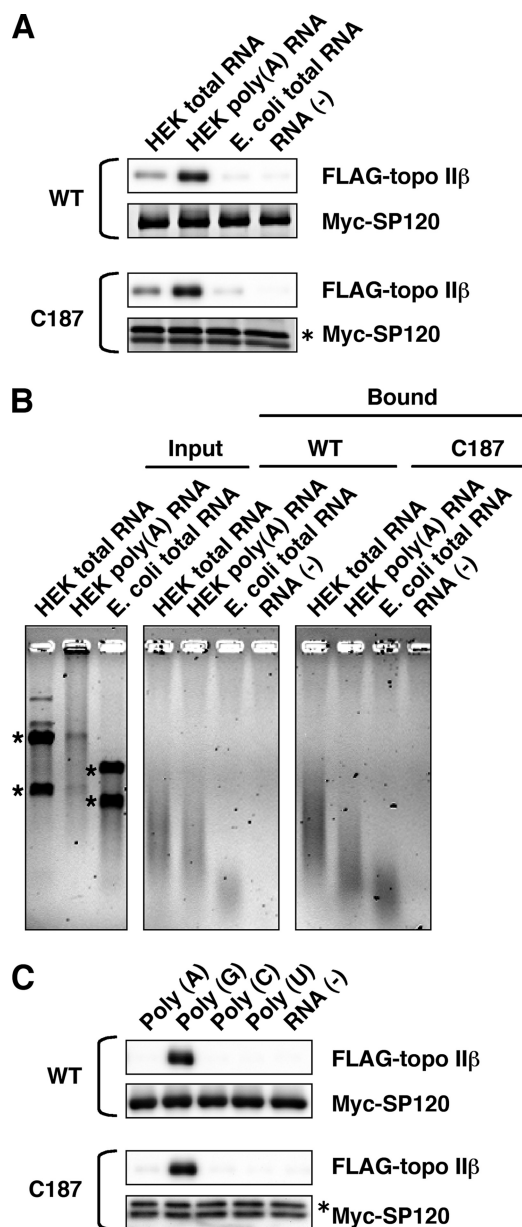 A
HEK total RNA
HEK poly(A) RNA
E. coli total RNA
RNA (-)
WT
FLAG-topo IIβ
Myc-SP120
C187
FLAG-topo IIβ
* Myc-SP120
B
Bound
Input
WT
C187
HEK total RNA
HEK poly(A) RNA
E. coli total RNA
HEK total RNA
HEK poly(A) RNA
E. coli total RNA
RNA (-)
HEK total RNA
HEK poly(A) RNA
E. coli total RNA
RNA (-)
*
*
*
*
C
Poly (A)
Poly (G)
Poly (C)
Poly (U)
RNA (-)
WT
FLAG-topo IIβ
Myc-SP120
C187
FLAG-topo IIβ
* Myc-SP120